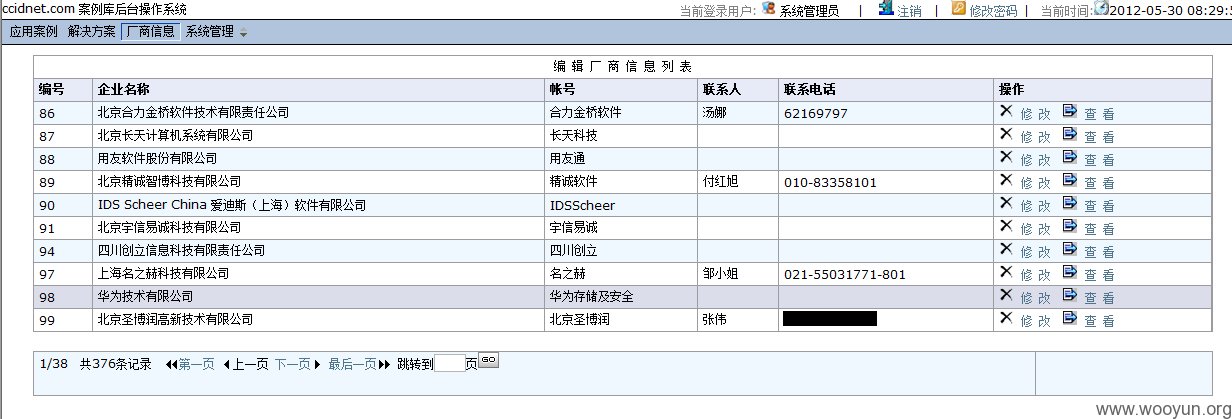 ccidnet.com 案例库后台操作系统 当前登录用户: 系统管理员 | 注销 | 修改密码 | 当前时间: 2012-05-30 08:29:5
应用案例 解决方案 厂商信息 系统管理
编辑厂商信息列表
编号 企业名称 帐号 联系人 联系电话 操作
86 北京合力金桥软件技术有限责任公司 合力金桥软件 汤娜 62169797 修改 查看
87 北京长天计算机系统有限公司 长天科技 修改 查看
88 用友软件股份有限公司 用友通 修改 查看
89 北京精诚智博科技有限公司 精诚软件 付红旭 010-83358101 修改 查看
90 IDS Scheer China 爱迪斯（上海）软件有限公司 IDSScheer 修改 查看
91 北京宇信易诚科技有限公司 宇信易诚 修改 查看
94 四川创立信息科技有限责任公司 四川创立 修改 查看
97 上海名之赫科技有限公司 名之赫 邹小姐 021-55031771-801 修改 查看
98 华为技术有限公司 华为存储及安全 修改 查看
99 北京圣博润高新技术有限公司 北京圣博润 张伟 修改 查看
1/38 共376条记录 第一页 上一页 下一页 最后一页 跳转到 页 GO
www.wooyun.org